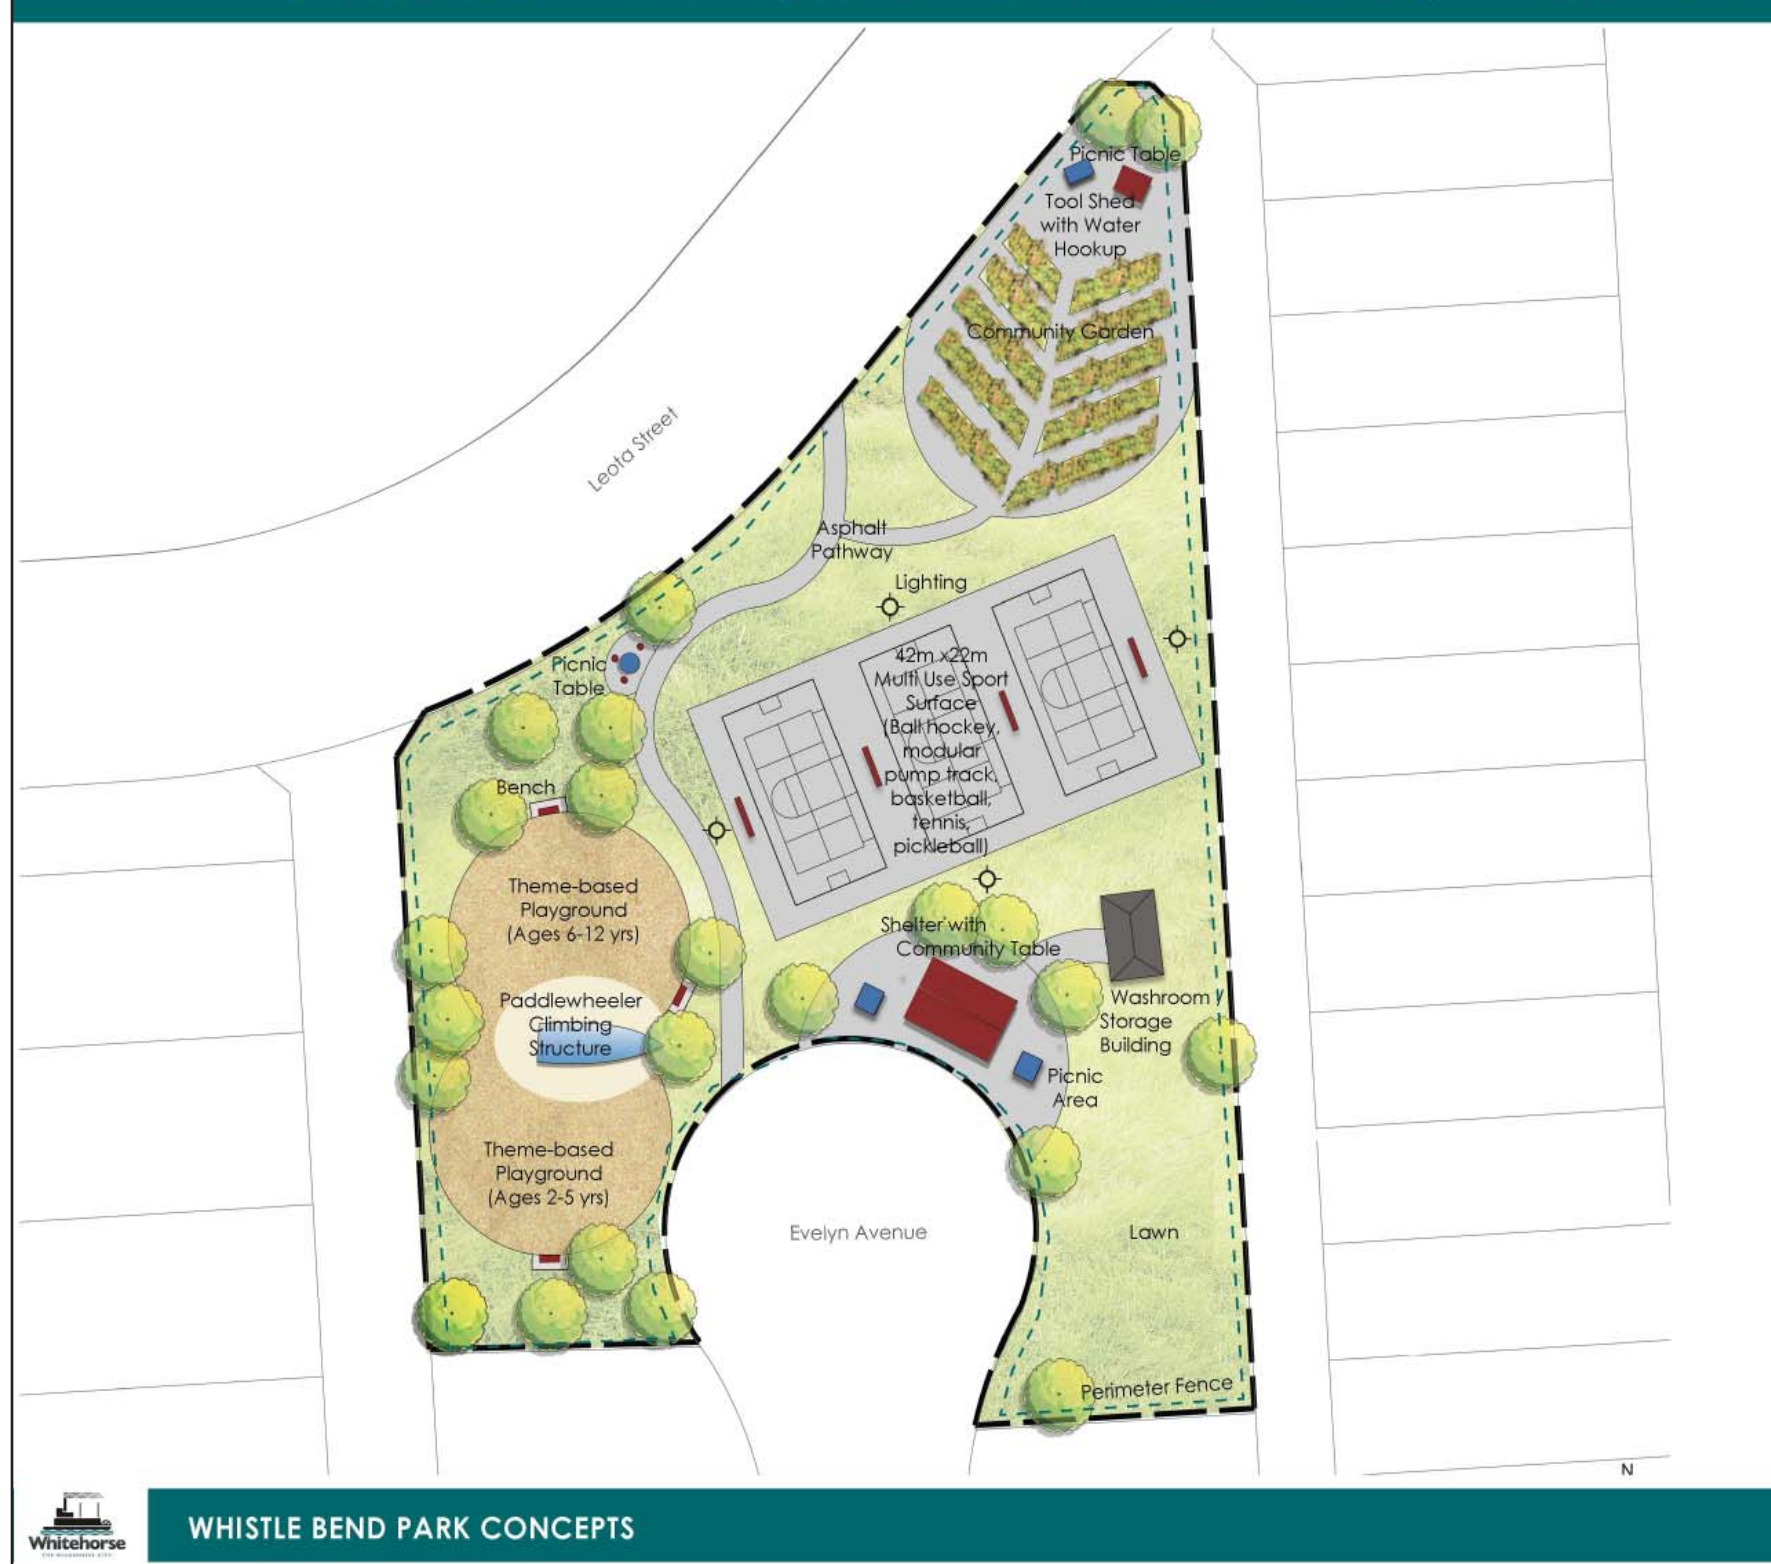 Picnic Table
Tool Shed
with Water
Hookup
Community Garden
Leota Street
Asphalt
Pathway
Lighting
Picnic
Table
42m x22m
Multi Use Sport
Surface
(Ball hockey,
modular
pump track,
basketball,
tennis,
pickleball)
Bench
Theme-based
Playground
(Ages 6-12 yrs)
Shelter with
Community Table
Paddlewheeler
Climbing
Structure
Washroom /
Storage
Building
Picnic
Area
Theme-based
Playground
(Ages 2-5 yrs)
Evelyn Avenue
Lawn
Perimeter Fence
N
Whitehorse
THE WILDERNESS CITY
WHISTLE BEND PARK CONCEPTS